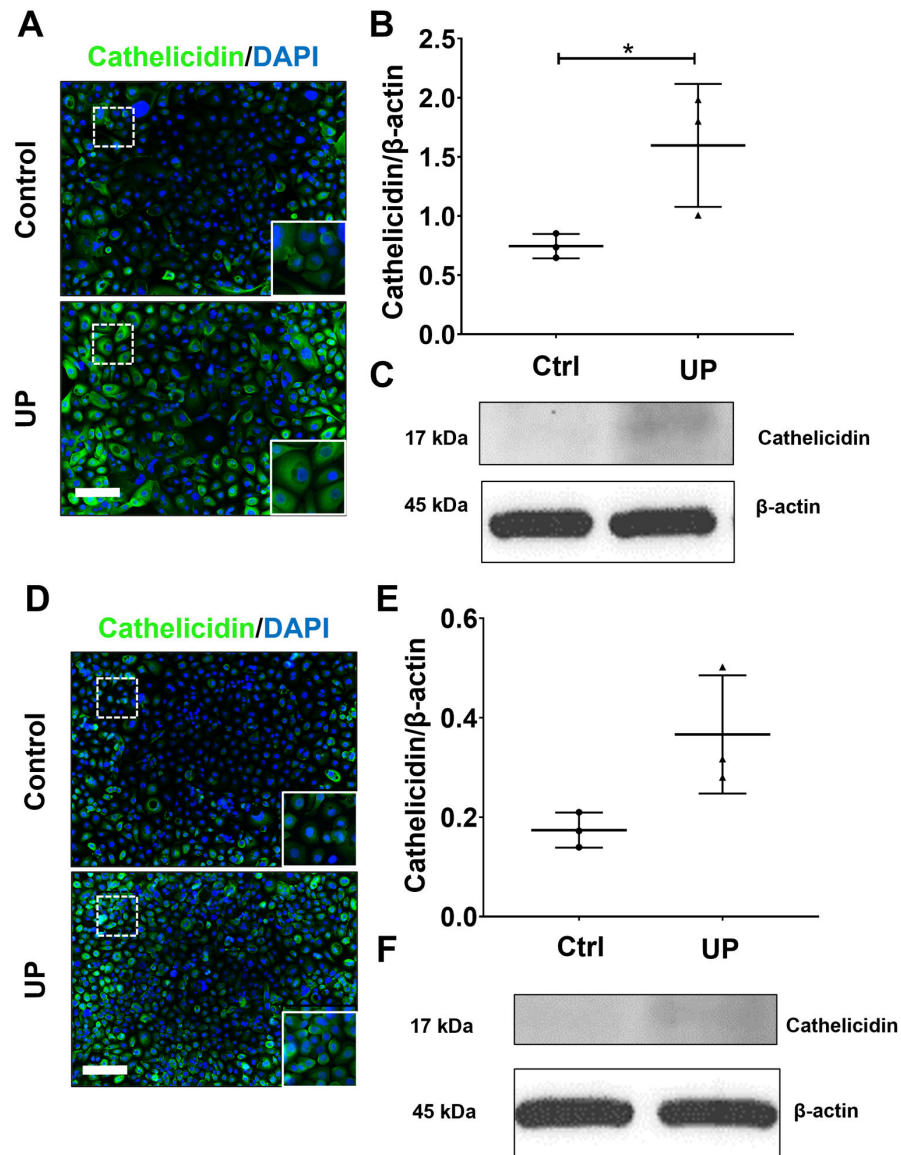 A
Cathelicidin/DAPI
Control
UP
B
Cathelicidin/β-actin
2.5
2.0
1.5
1.0
0.5
0.0
*
Ctrl
UP
C
17 kDa
Cathelicidin
45 kDa
β-actin
D
Cathelicidin/DAPI
Control
UP
E
Cathelicidin/β-actin
0.6
0.4
0.2
0.0
Ctrl
UP
F
17 kDa
Cathelicidin
45 kDa
β-actin